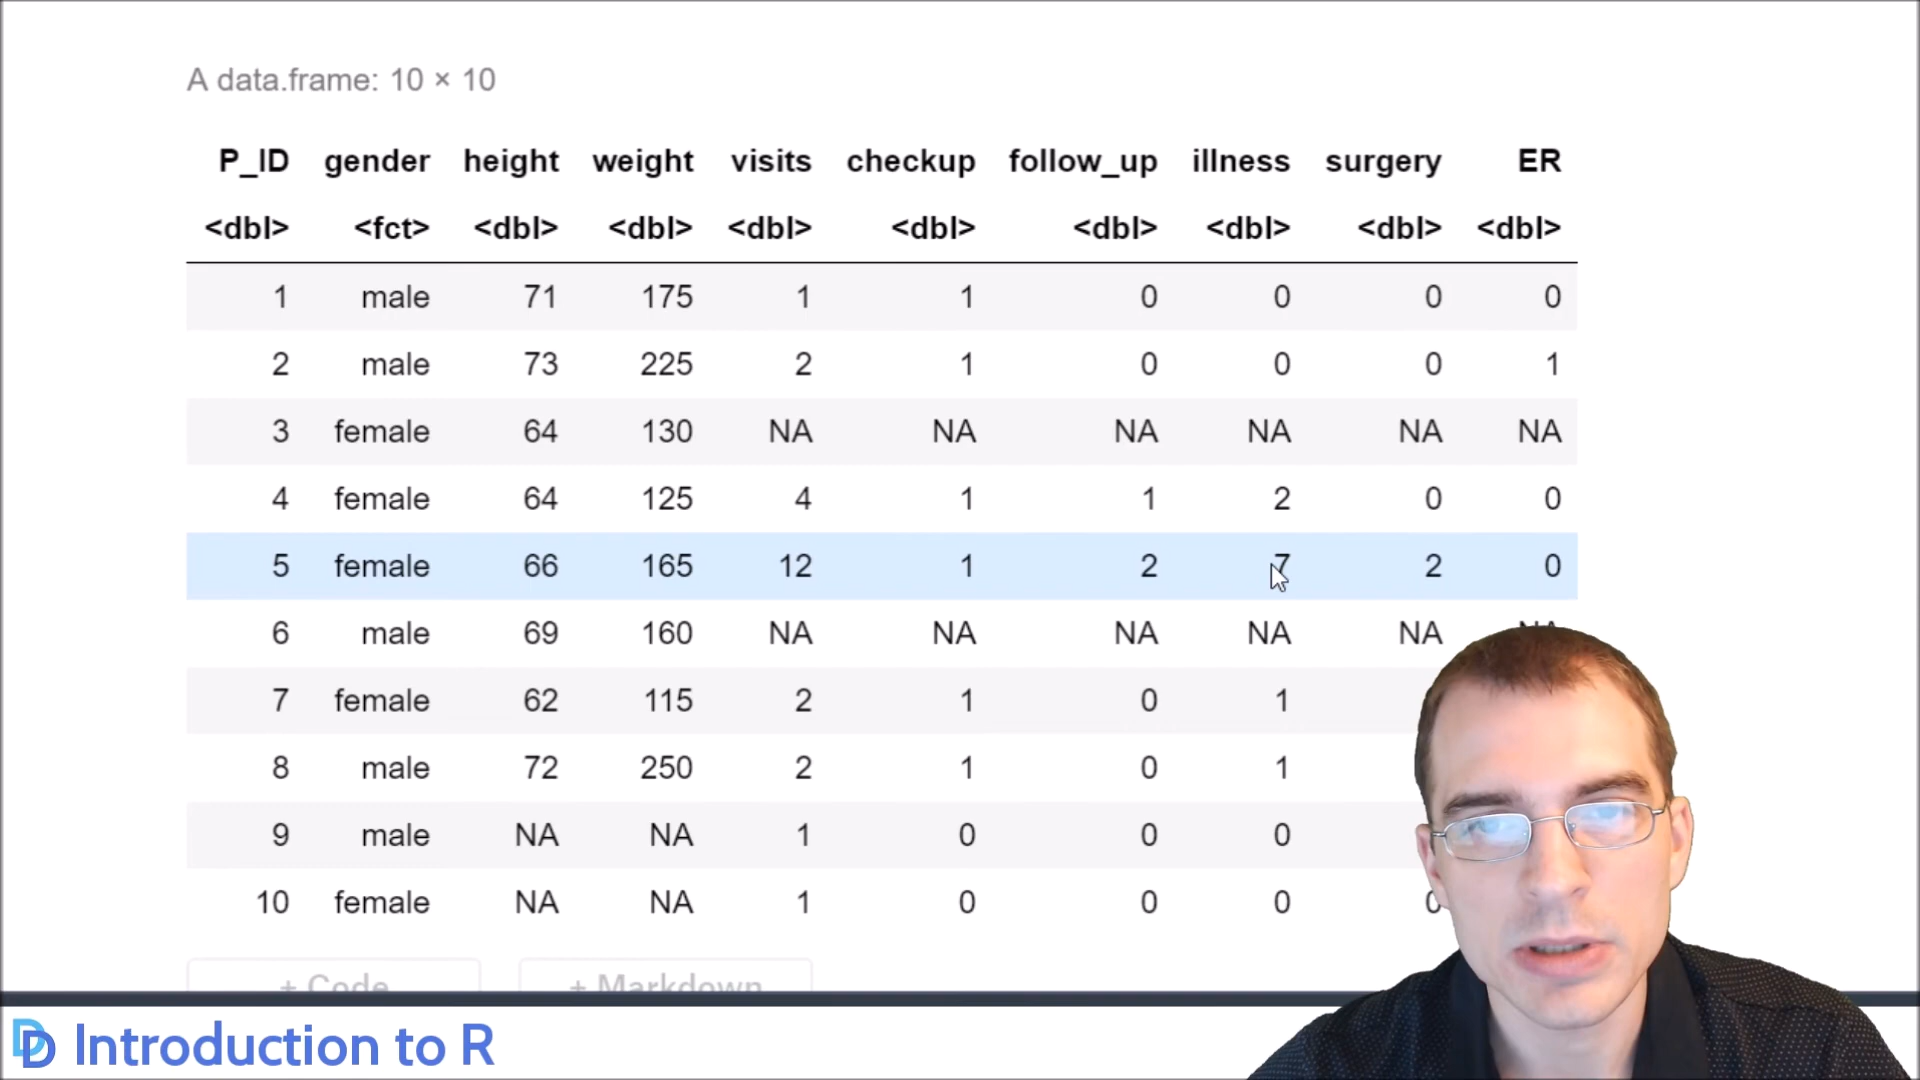 A data.frame: 10 × 10
P_ID gender height weight visits checkup follow_up illness surgery ER
<dbl> <fct> <dbl> <dbl> <dbl> <dbl> <dbl> <dbl> <dbl> <dbl>
1 male 71 175 1 1 0 0 0 0
2 male 73 225 2 1 0 0 0 1
3 female 64 130 NA NA NA NA NA NA
4 female 64 125 4 1 1 2 0 0
5 female 66 165 12 1 2 7 2 0
6 male 69 160 NA NA NA NA NA NA
7 female 62 115 2 1 0 1
8 male 72 250 2 1 0 1
9 male NA NA 1 0 0 0
10 female NA NA 1 0 0 0 0
+ Code + Markdown
Introduction to R